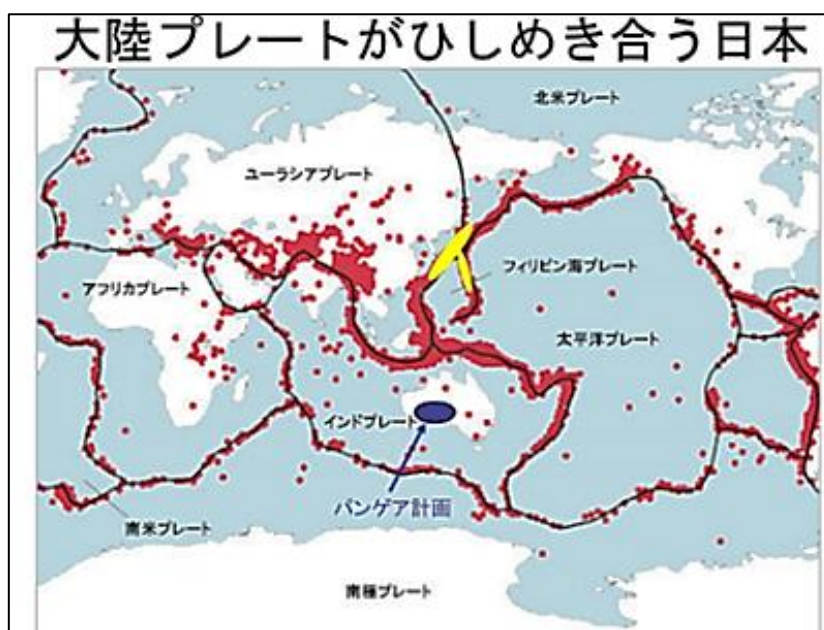 大陸プレートがひしめき合う日本
北米プレート
ユーラシアプレート
フィリピン海プレート
アフリカプレート
太平洋プレート
インドプレート
パンゲア計画
南米プレート
南極プレート